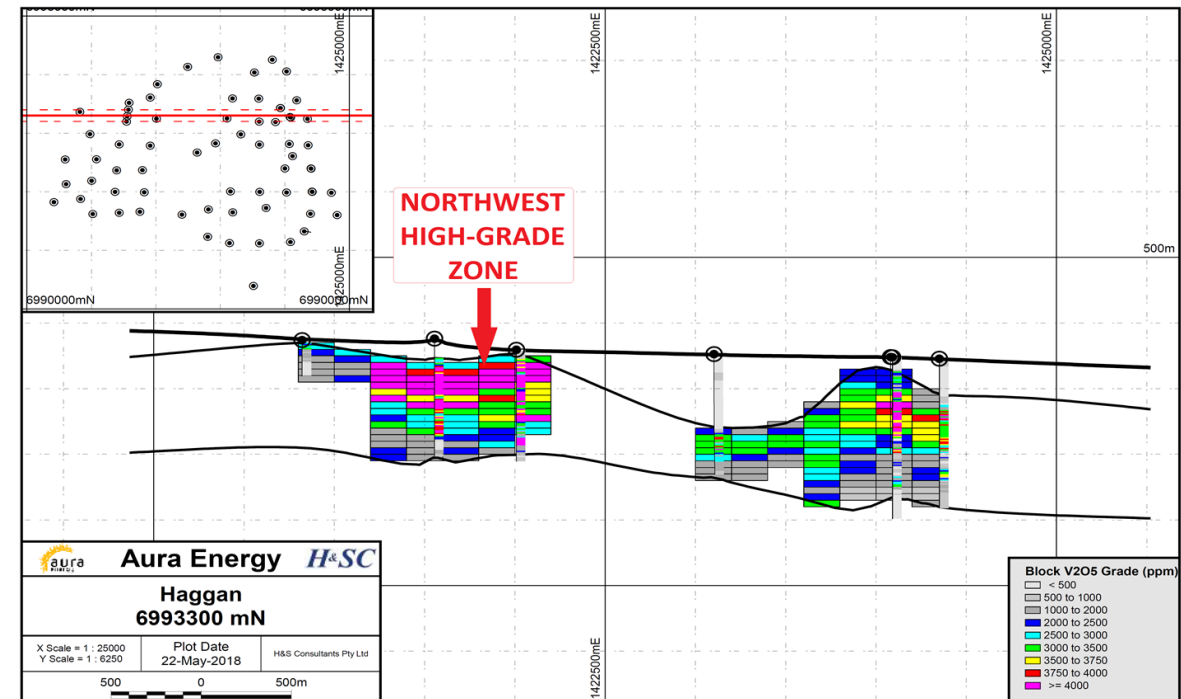 1425000mE
1422500mE
1425000mE
NORTHWEST
HIGH-GRADE
ZONE
500m
1425000mE
6990000mN
6990000mN
aura
ENERGY
Aura Energy
H&SC
Haggan
6993300 mN
X Scale = 1 : 25000
Y Scale = 1 : 6250
Plot Date
22-May-2018
H&S Consultants Pty Ltd
500
0
500m
1422500mE
Block V2O5 Grade (ppm)
< 500
500 to 1000
1000 to 2000
2000 to 2500
2500 to 3000
3000 to 3500
3500 to 3750
3750 to 4000
>= 4000